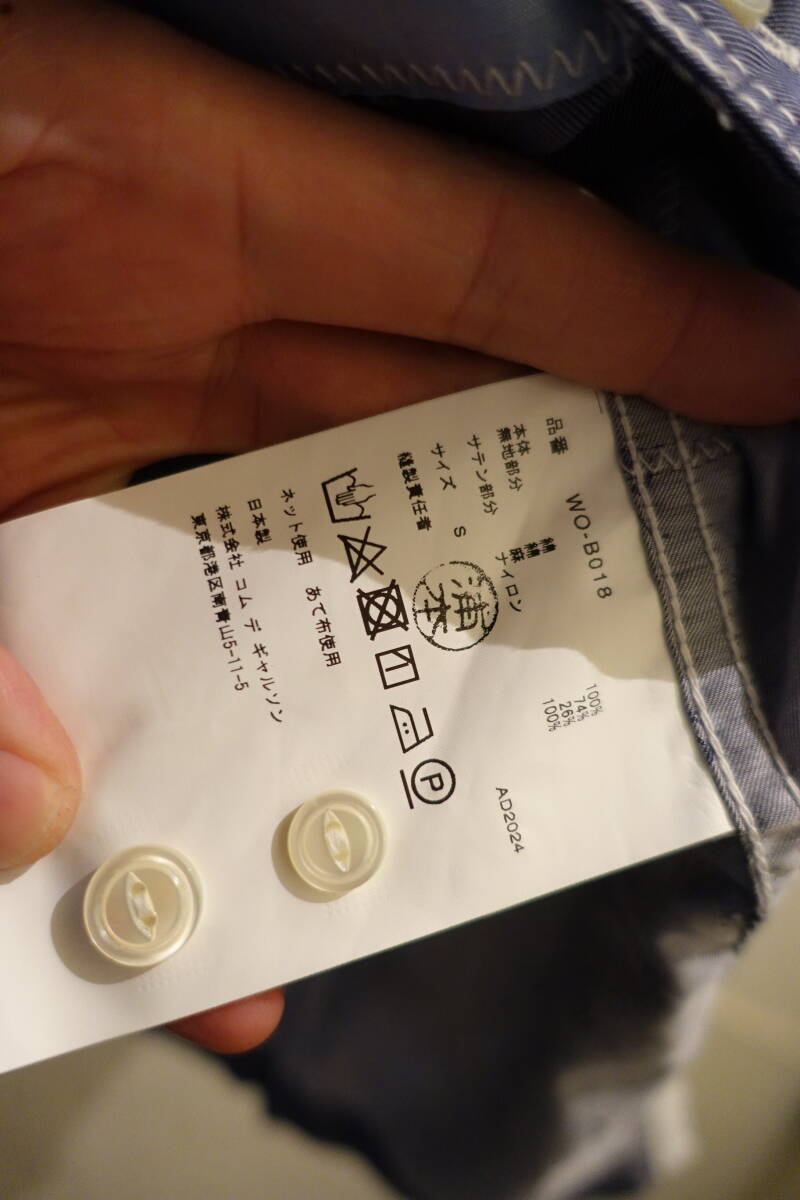 品番 WO-B018
本体
無地部分 綿 100%
綿 74%
麻 26%
サテン部分 ナイロン 100%
サイズ S
AD2024
縫製責任者 浦本
P
ネット使用 あて布使用
日本製
株式会社 コム デ ギャルソン
東京都港区南青山5-11-5